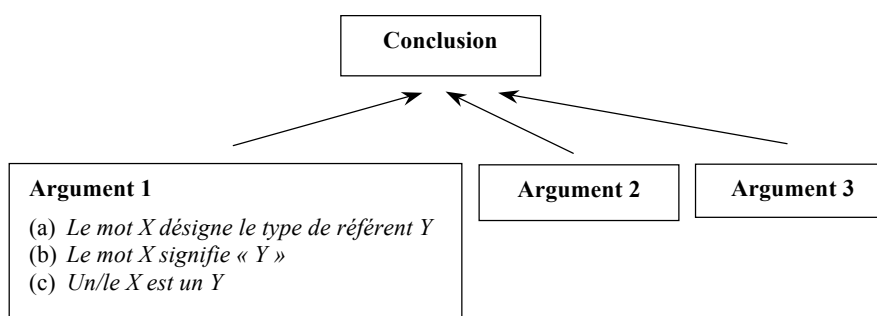 Conclusion
Argument 1
(a) Le mot X désigne le type de référent Y
(b) Le mot X signifie « Y »
(c) Un/le X est un Y
Argument 2
Argument 3